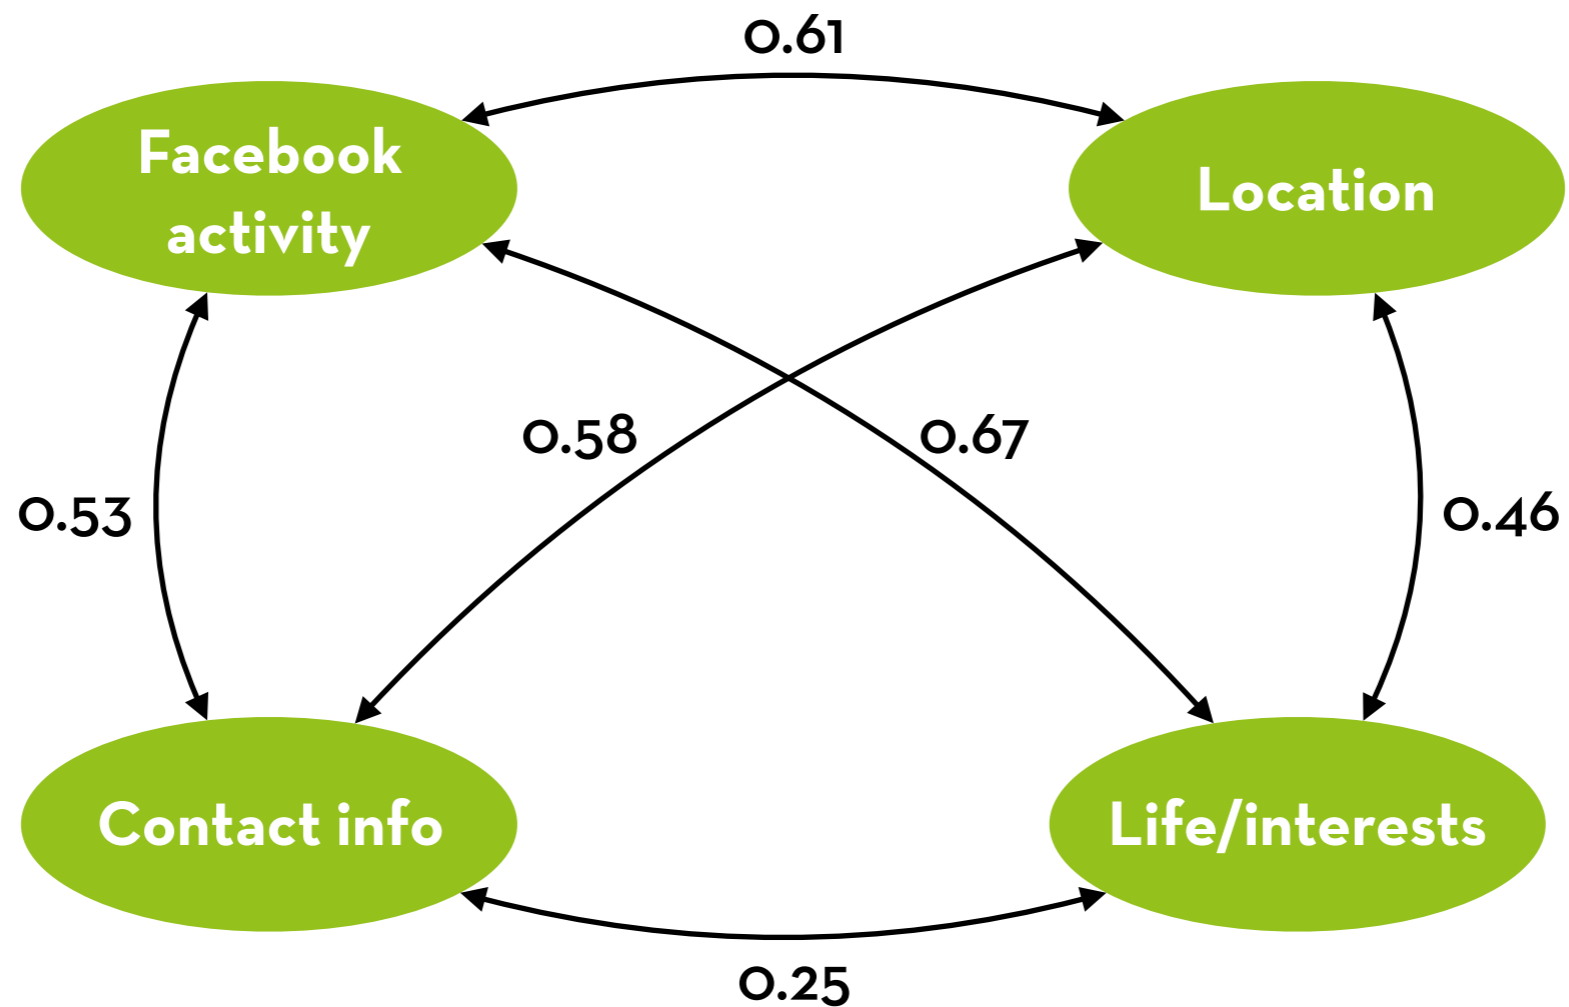 0.61
Facebook
activity
Location
0.58
0.67
0.53
0.46
Contact info
Life/interests
0.25